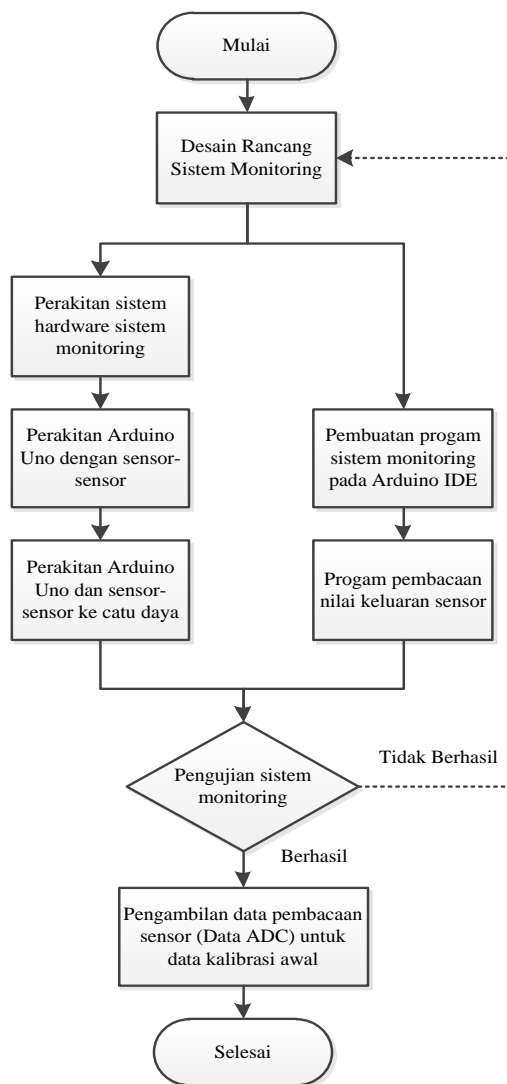 Mulai
Desain Rancang
Sistem Monitoring
Perakitan sistem
hardware sistem
monitoring
Perakitan Arduino
Uno dengan sensor-
sensor
Perakitan Arduino
Uno dan sensor-
sensor ke catu daya
Pembuatan progam
sistem monitoring
pada Arduino IDE
Progam pembacaan
nilai keluaran sensor
Pengujian sistem
monitoring
Tidak Berhasil
Berhasil
Pengambilan data pembacaan
sensor (Data ADC) untuk
data kalibrasi awal
Selesai